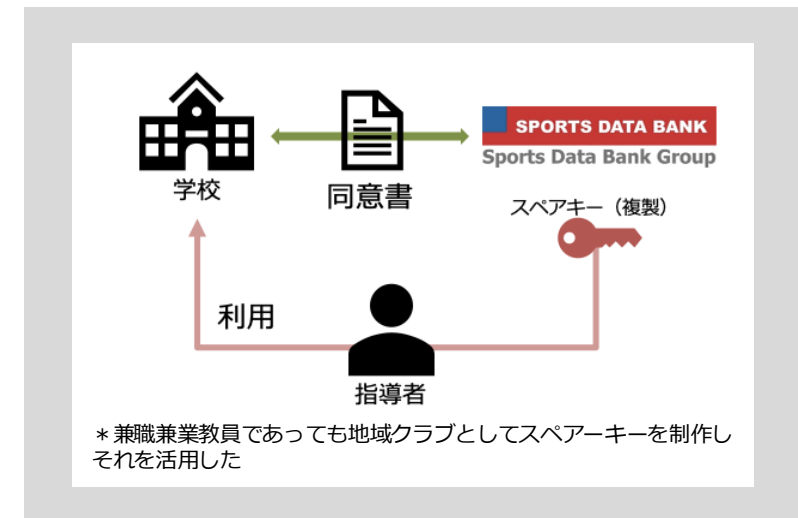 SPORTS DATA BANK
Sports Data Bank Group
学校
同意書
スペアキー（複製）
利用
指導者
＊兼職兼業教員であっても地域クラブとしてスペアーキーを制作し
それを活用した